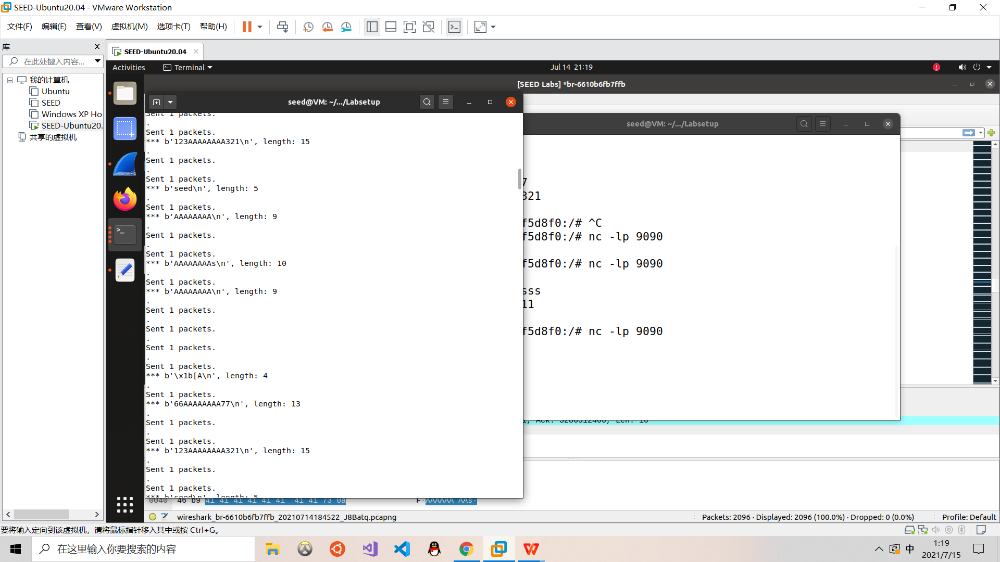 SEED-Ubuntu20.04 - VMware Workstation
文件(F) 编辑(E) 查看(V) 虚拟机(M) 选项卡(T) 帮助(H)
库
在此处键入内容...
我的计算机
Ubuntu
SEED
Windows XP Ho
SEED-Ubuntu20.
共享的虚拟机
SEED-Ubuntu20.04
Activities Terminal Jul 14 21:19
[SEED Labs] *br-6610b6fb7ffb
seed@VM: ~/.../Labsetup
Sent 1 packets.
.
Sent 1 packets.
*** b'123AAAAAAAA321\n', length: 15
.
Sent 1 packets.
.
Sent 1 packets.
*** b'seed\n', length: 5
.
Sent 1 packets.
*** b'AAAAAAAA\n', length: 9
.
Sent 1 packets.
.
Sent 1 packets.
*** b'AAAAAAAAs\n', length: 10
.
Sent 1 packets.
*** b'AAAAAAAA\n', length: 9
.
Sent 1 packets.
.
Sent 1 packets.
.
Sent 1 packets.
.
Sent 1 packets.
*** b'\x1b[A\n', length: 4
.
Sent 1 packets.
*** b'66AAAAAAAA77\n', length: 13
.
Sent 1 packets.
.
Sent 1 packets.
*** b'123AAAAAAAA321\n', length: 15
.
Sent 1 packets.
.
Sent 1 packets.
*** b'seed\n', length: 5
seed@VM: ~/.../Labsetup
7
321
f5d8f0:/# ^C
f5d8f0:/# nc -lp 9090
f5d8f0:/# nc -lp 9090
sss
11
f5d8f0:/# nc -lp 9090
, Ack: 3286512400, Len: 10
0040 46 b9 41 41 41 41 41 41 41 41 73 0a F·AAAAAA AAs·
wireshark_br-6610b6fb7ffb_20210714184522_J8Batq.pcapng
Packets: 2096 · Displayed: 2096 (100.0%) · Dropped: 0 (0.0%)
Profile: Default
要将输入定向到该虚拟机，请将鼠标指针移入其中或按 Ctrl+G。
在这里输入你要搜索的内容
中
1:19
2021/7/15